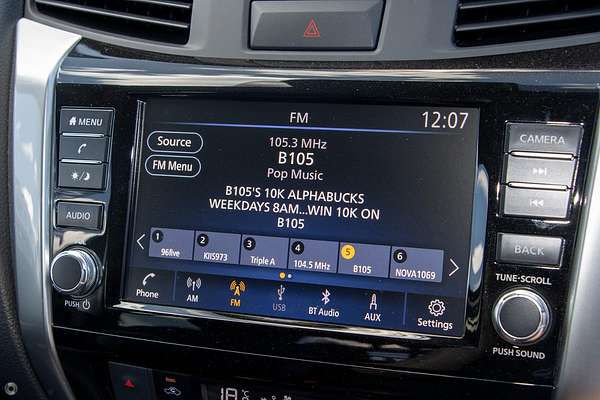 FM
12:07
Source
105.3 MHz
B105
FM Menu
Pop Music
B105'S 10K ALPHABUCKS
WEEKDAYS 8AM...WIN 10K ON
B105
1 2 3 4 5 6
96five KIIS973 Triple A 104.5 MHz B105 NOVA1069
Phone AM FM USB BT Audio AUX Settings
MENU
AUDIO
PUSH
CAMERA
BACK
TUNE·SCROLL
PUSH SOUND
18°C